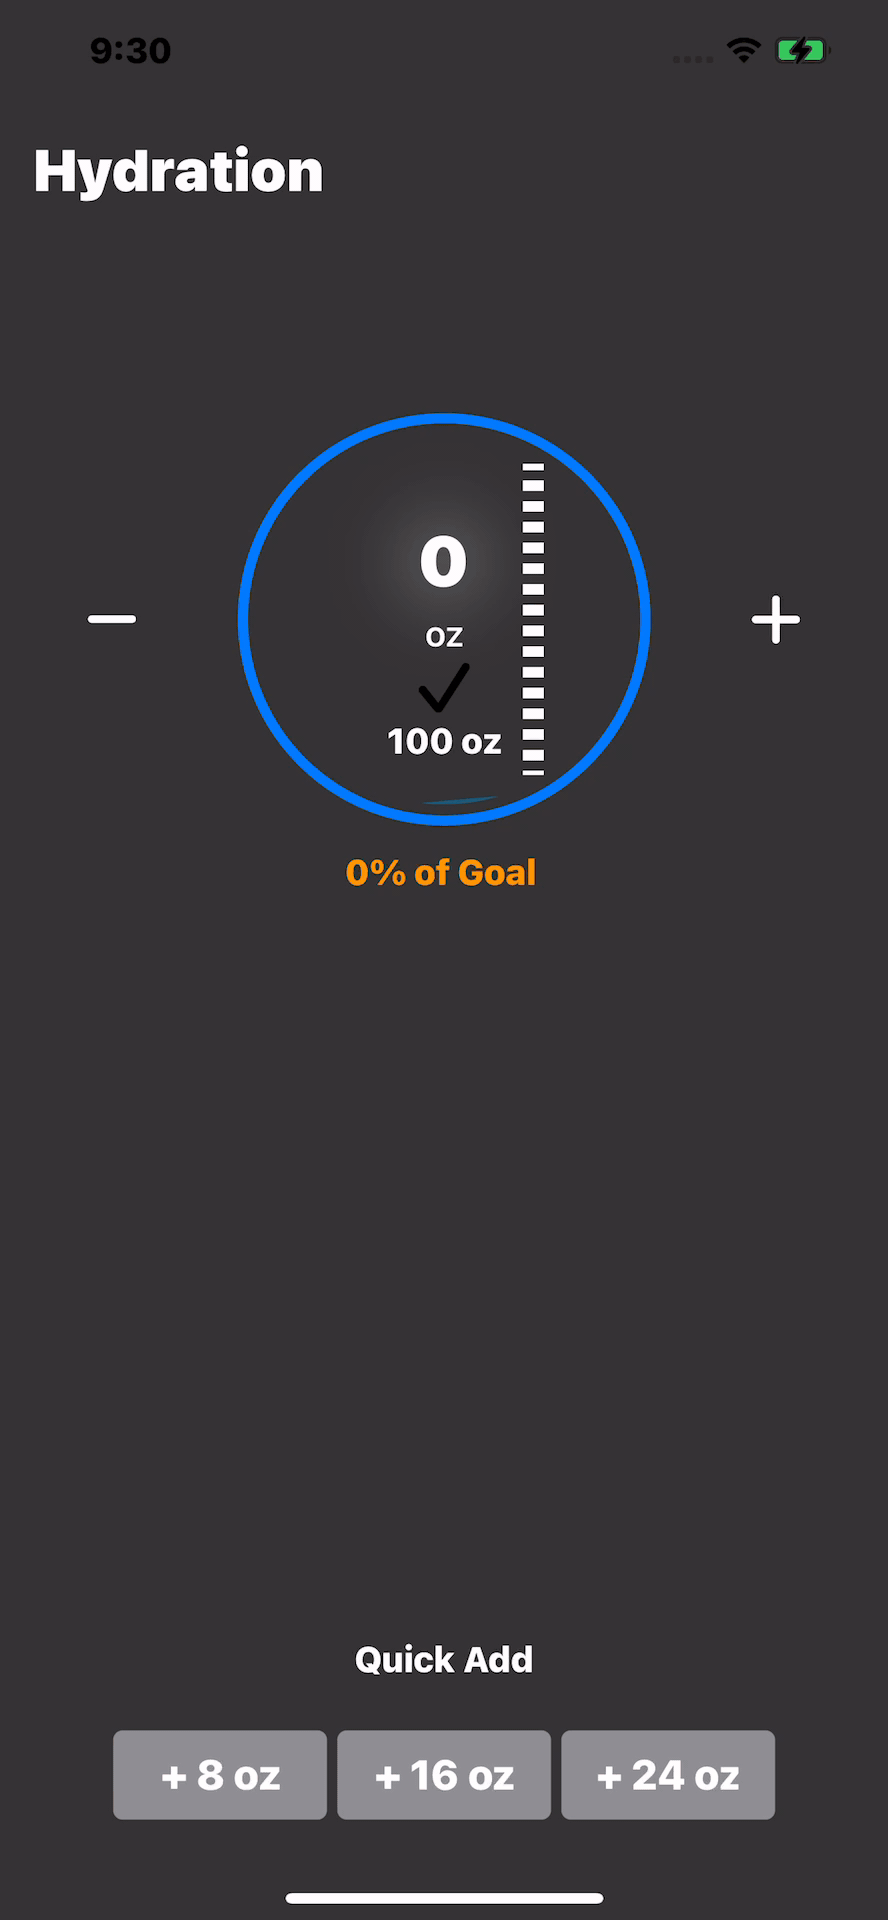 9:30
Hydration
0
oz
100 oz
0% of Goal
Quick Add
+ 8 oz
+ 16 oz
+ 24 oz